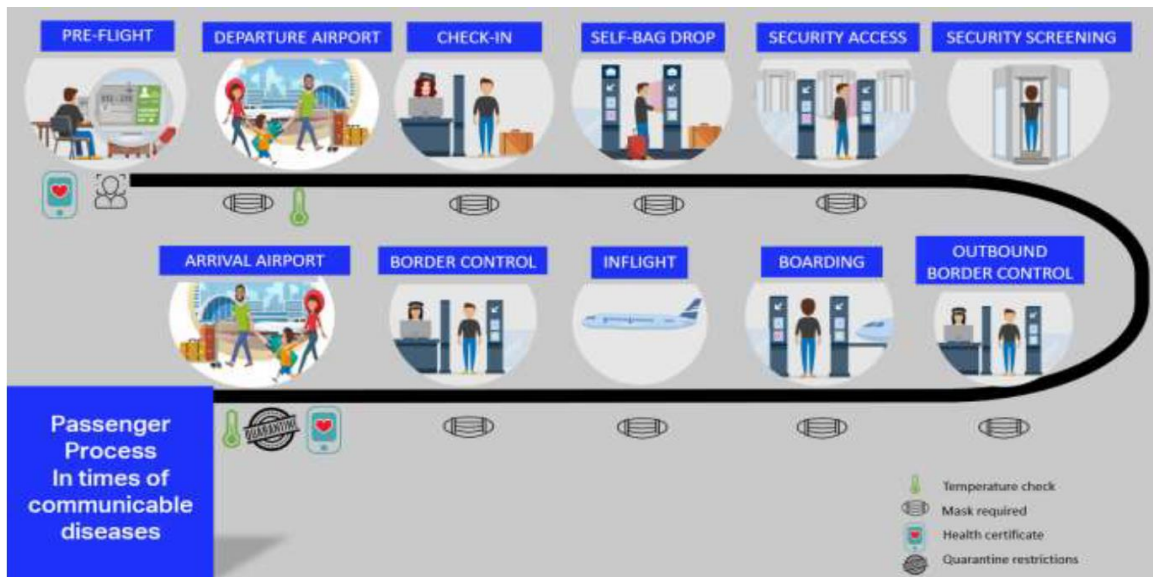 PRE-FLIGHT
DEPARTURE AIRPORT
CHECK-IN
SELF-BAG DROP
SECURITY ACCESS
SECURITY SCREENING
ARRIVAL AIRPORT
BORDER CONTROL
INFLIGHT
BOARDING
OUTBOUND
BORDER CONTROL
QUARANTINE
Passenger
Process
In times of
communicable
diseases
Temperature check
Mask required
Health certificate
Quarantine restrictions